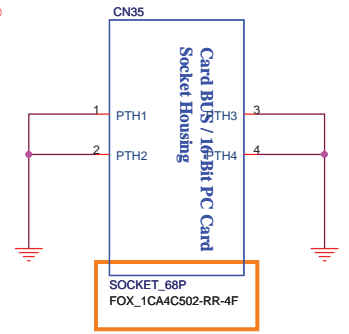 CN35
1 PTH1
PTH3 3
2 PTH2
PTH4 4
Card BUS / 16-Bit PC Card
Socket Housing
SOCKET_68P
FOX_1CA4C502-RR-4F